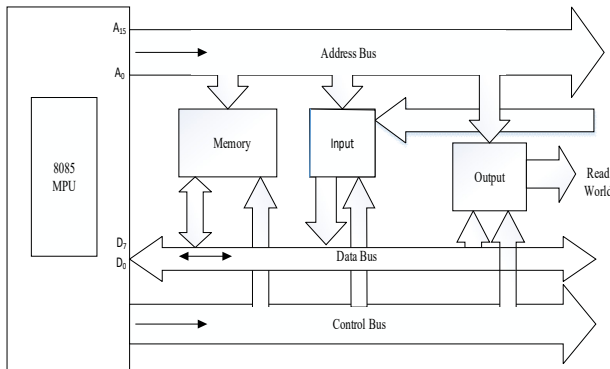 A15
Address Bus
A0
Memory
Input
8085
MPU
Output
Read
World
D7
D0
Data Bus
Control Bus